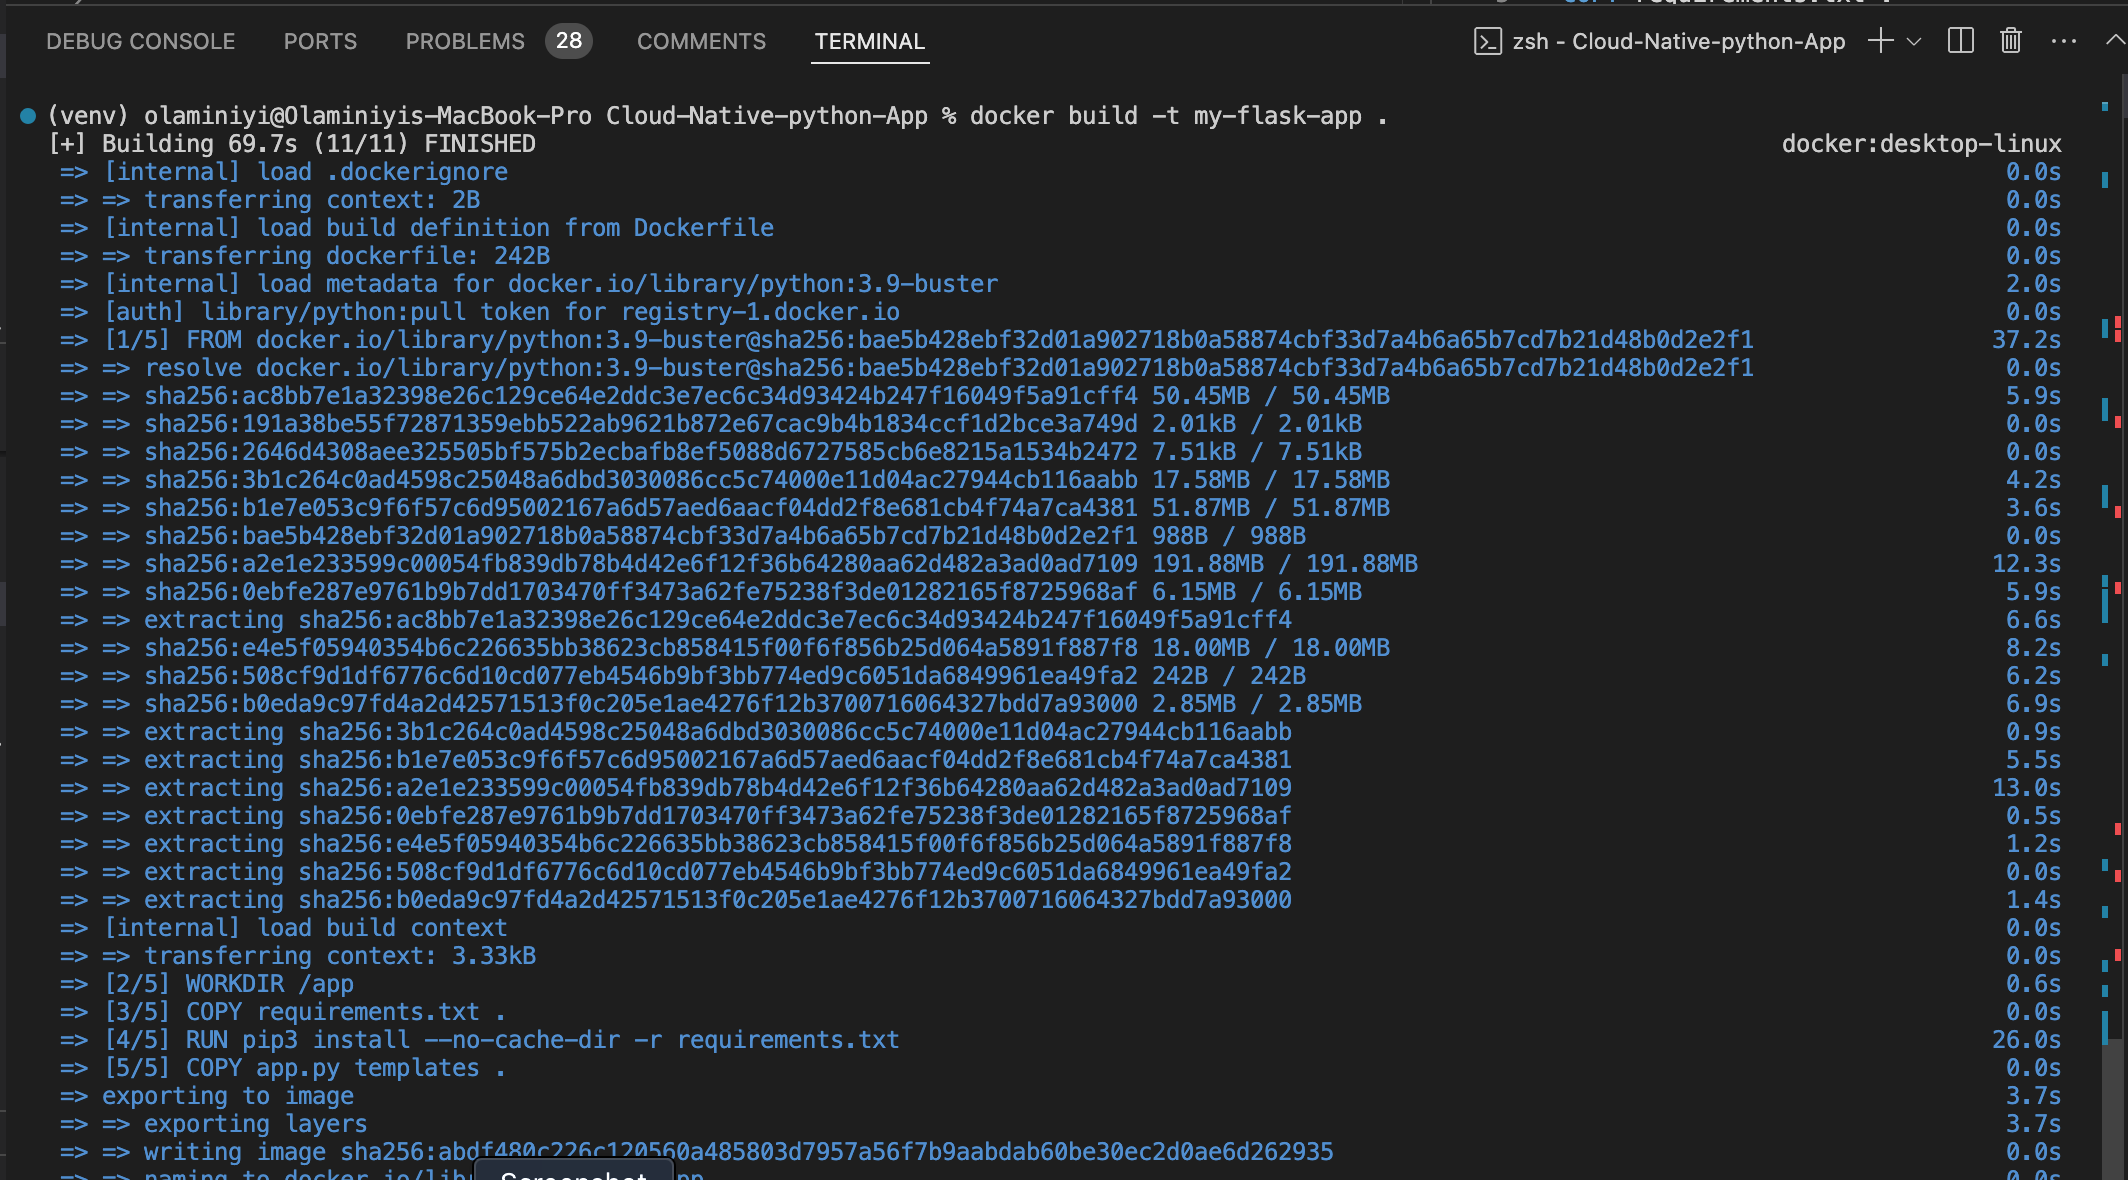 copy requirements.txt .
DEBUG CONSOLE PORTS PROBLEMS 28 COMMENTS TERMINAL zsh - Cloud-Native-python-App
(venv) olaminiyi@Olaminiyis-MacBook-Pro Cloud-Native-python-App % docker build -t my-flask-app .
[+] Building 69.7s (11/11) FINISHED docker:desktop-linux
=> [internal] load .dockerignore 0.0s
=> => transferring context: 2B 0.0s
=> [internal] load build definition from Dockerfile 0.0s
=> => transferring dockerfile: 242B 0.0s
=> [internal] load metadata for docker.io/library/python:3.9-buster 2.0s
=> [auth] library/python:pull token for registry-1.docker.io 0.0s
=> [1/5] FROM docker.io/library/python:3.9-buster@sha256:bae5b428ebf32d01a902718b0a58874cbf33d7a4b6a65b7cd7b21d48b0d2e2f1 37.2s
=> => resolve docker.io/library/python:3.9-buster@sha256:bae5b428ebf32d01a902718b0a58874cbf33d7a4b6a65b7cd7b21d48b0d2e2f1 0.0s
=> => sha256:ac8bb7e1a32398e26c129ce64e2ddc3e7ec6c34d93424b247f16049f5a91cff4 50.45MB / 50.45MB 5.9s
=> => sha256:191a38be55f72871359ebb522ab9621b872e67cac9b4b1834ccf1d2bce3a749d 2.01kB / 2.01kB 0.0s
=> => sha256:2646d4308aee325505bf575b2ecbafb8ef5088d6727585cb6e8215a1534b2472 7.51kB / 7.51kB 0.0s
=> => sha256:3b1c264c0ad4598c25048a6dbd3030086cc5c74000e11d04ac27944cb116aabb 17.58MB / 17.58MB 4.2s
=> => sha256:b1e7e053c9f6f57c6d95002167a6d57aed6aacf04dd2f8e681cb4f74a7ca4381 51.87MB / 51.87MB 3.6s
=> => sha256:bae5b428ebf32d01a902718b0a58874cbf33d7a4b6a65b7cd7b21d48b0d2e2f1 988B / 988B 0.0s
=> => sha256:a2e1e233599c00054fb839db78b4d42e6f12f36b64280aa62d482a3ad0ad7109 191.88MB / 191.88MB 12.3s
=> => sha256:0ebfe287e9761b9b7dd1703470ff3473a62fe75238f3de01282165f8725968af 6.15MB / 6.15MB 5.9s
=> => extracting sha256:ac8bb7e1a32398e26c129ce64e2ddc3e7ec6c34d93424b247f16049f5a91cff4 6.6s
=> => sha256:e4e5f05940354b6c226635bb38623cb858415f00f6f856b25d064a5891f887f8 18.00MB / 18.00MB 8.2s
=> => sha256:508cf9d1df6776c6d10cd077eb4546b9bf3bb774ed9c6051da6849961ea49fa2 242B / 242B 6.2s
=> => sha256:b0eda9c97fd4a2d42571513f0c205e1ae4276f12b3700716064327bdd7a93000 2.85MB / 2.85MB 6.9s
=> => extracting sha256:3b1c264c0ad4598c25048a6dbd3030086cc5c74000e11d04ac27944cb116aabb 0.9s
=> => extracting sha256:b1e7e053c9f6f57c6d95002167a6d57aed6aacf04dd2f8e681cb4f74a7ca4381 5.5s
=> => extracting sha256:a2e1e233599c00054fb839db78b4d42e6f12f36b64280aa62d482a3ad0ad7109 13.0s
=> => extracting sha256:0ebfe287e9761b9b7dd1703470ff3473a62fe75238f3de01282165f8725968af 0.5s
=> => extracting sha256:e4e5f05940354b6c226635bb38623cb858415f00f6f856b25d064a5891f887f8 1.2s
=> => extracting sha256:508cf9d1df6776c6d10cd077eb4546b9bf3bb774ed9c6051da6849961ea49fa2 0.0s
=> => extracting sha256:b0eda9c97fd4a2d42571513f0c205e1ae4276f12b3700716064327bdd7a93000 1.4s
=> [internal] load build context 0.0s
=> => transferring context: 3.33kB 0.0s
=> [2/5] WORKDIR /app 0.6s
=> [3/5] COPY requirements.txt . 0.0s
=> [4/5] RUN pip3 install --no-cache-dir -r requirements.txt 26.0s
=> [5/5] COPY app.py templates . 0.0s
=> exporting to image 3.7s
=> => exporting layers 3.7s
=> => writing image sha256:abdf480c226c120560a485803d7957a56f7b9aabdab60be30ec2d0ae6d262935 0.0s
=> => naming to 0.0s
Screenshot